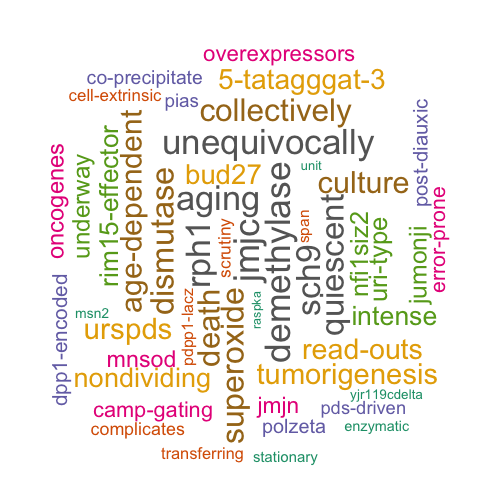 overexpressors
co-precipitate
5-tatagggat-3
cell-extrinsic
pias
collectively
unequivocally
unit
post-diauxic
oncogenes
underway
rim15-effector
age-dependent
dismutase
bud27
aging
culture
rph1
scrutiny
jmjcd
demethylase
span
sch9
quiescent
nfi1siz2
uri-type
jumonji
error-prone
dpp1-encoded
msn2
urspds
pdpp1-lacz
death
superoxide
raspka
intense
mnsod
nondividing
read-outs
tumorigenesis
yjr119cdelta
camp-gating
jmjn
pds-driven
complicates
polzeta
enzymatic
transferring
stationary